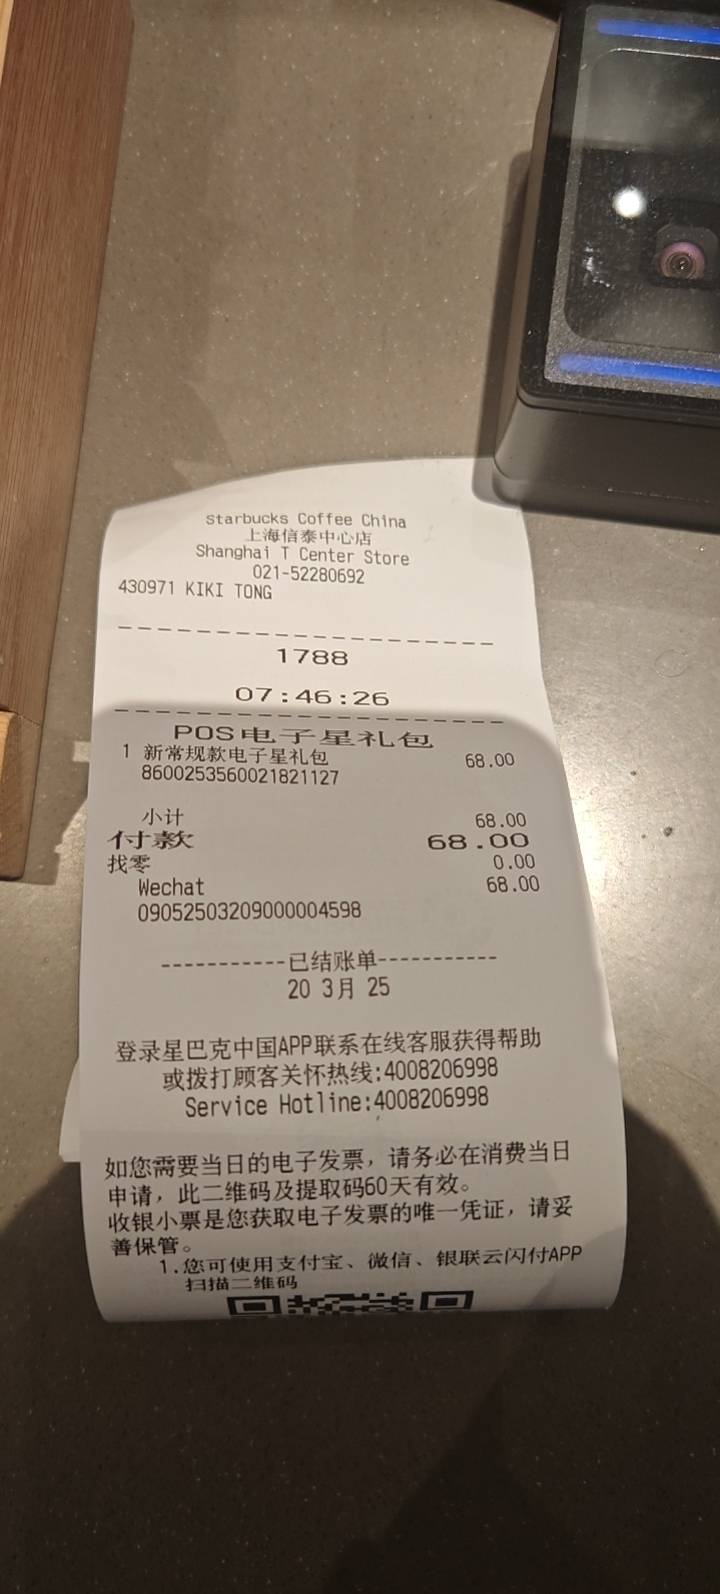 Starbucks Coffee China
上海信泰中心店
Shanghai T Center Store
021-52280692
430971 KIKI TONG
1788
07:46:26
POS电子星礼包
1 新常规款电子星礼包 68.00
8600253560021821127
小计 68.00
付款 68.00
找零 0.00
Wechat 68.00
09052503209000004598
-----------已结账单-----------
20 3月 25
登录星巴克中国APP联系在线客服获得帮助
或拨打顾客关怀热线:4008206998
Service Hotline:4008206998
如您需要当日的电子发票，请务必在消费当日
申请，此二维码及提取码60天有效。
收银小票是您获取电子发票的唯一凭证，请妥
善保管。
1.您可使用支付宝、微信、银联云闪付APP
扫描二维码